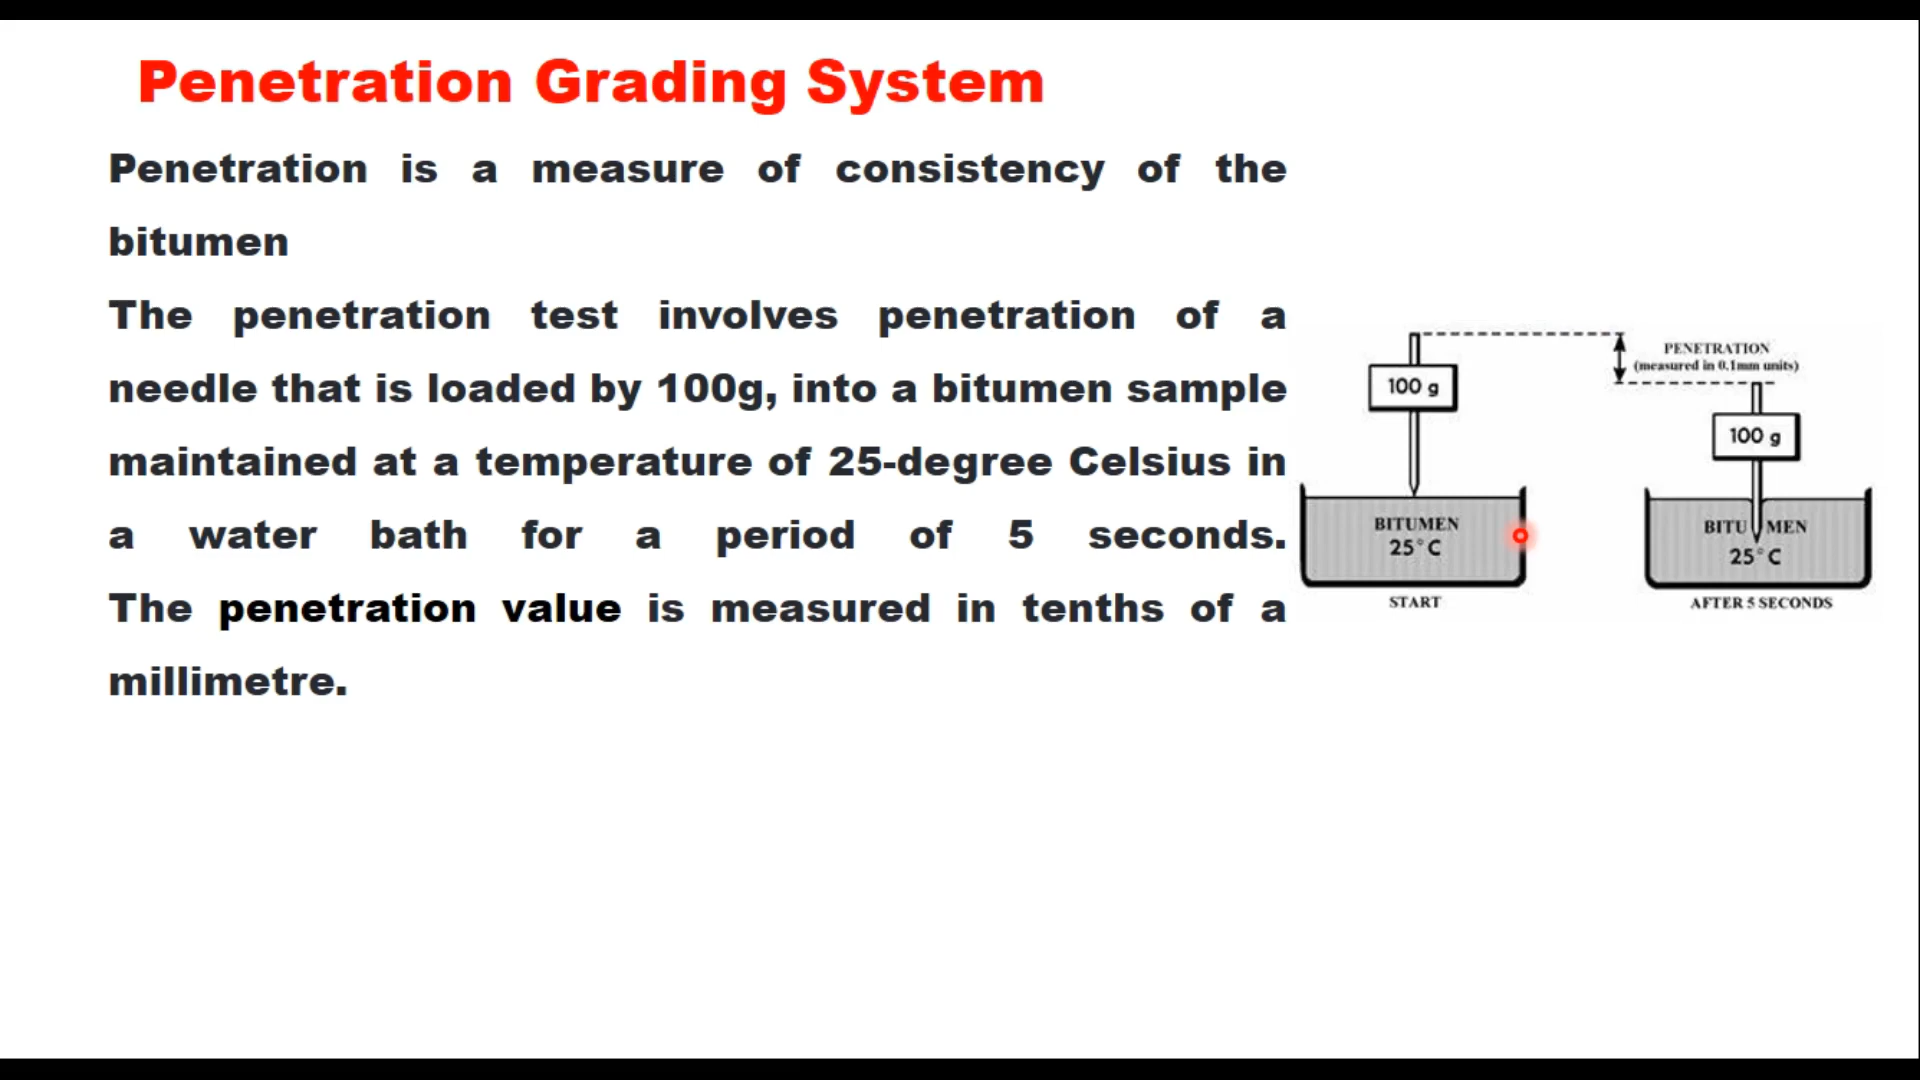 Penetration Grading System
Penetration is a measure of consistency of the
bitumen
The penetration test involves penetration of a
needle that is loaded by 100g, into a bitumen sample
maintained at a temperature of 25-degree Celsius in
a water bath for a period of 5 seconds.
The penetration value is measured in tenths of a
millimetre.
PENETRATION
(measured in 0.1mm units)
100 g
100 g
BITUMEN
25°C
START
BITU MEN
25°C
AFTER 5 SECONDS